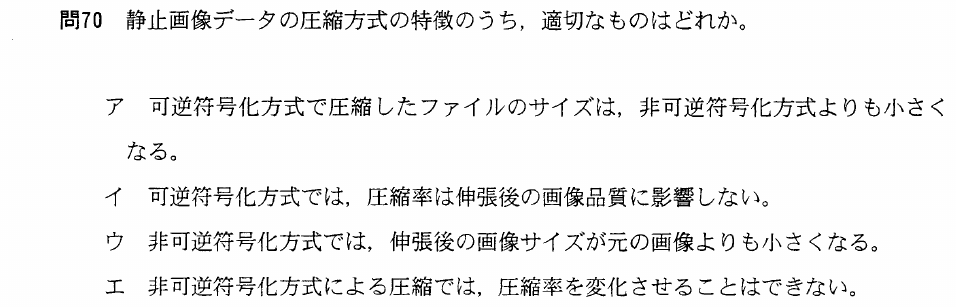 問70 静止画像データの圧縮方式の特徴のうち，適切なものはどれか。
ア 可逆符号化方式で圧縮したファイルのサイズは，非可逆符号化方式よりも小さく
なる。
イ 可逆符号化方式では，圧縮率は伸張後の画像品質に影響しない。
ウ 非可逆符号化方式では，伸張後の画像サイズが元の画像よりも小さくなる。
エ 非可逆符号化方式による圧縮では，圧縮率を変化させることはできない。